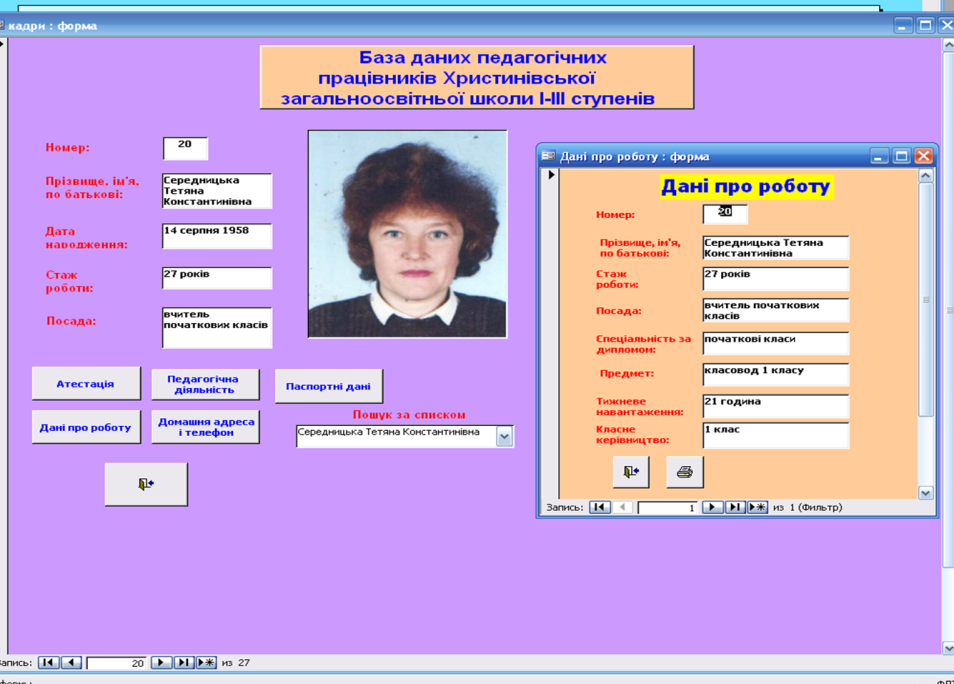 кадри : форма
База даних педагогічних
працівників Христинівської
загальноосвітньої школи І-ІІІ ступенів
Номер:
20
Прізвище, ім'я,
по батькові:
Середницька
Тетяна
Константинівна
Дата
народження:
14 серпня 1958
Стаж
роботи:
27 років
Посада:
вчитель
початкових класів
Атестація
Педагогічна
діяльність
Паспортні дані
Дані про роботу
Домашня адреса
і телефон
Пошук за списком
Середницька Тетяна Константинівна
Дані про роботу : форма
Дані про роботу
Номер:
20
Прізвище, ім'я,
по батькові:
Середницька Тетяна
Константинівна
Стаж
роботи:
27 років
Посада:
вчитель початкових
класів
Спеціальність за
дипломом:
початкові класи
Предмет:
класовод 1 класу
Тижневе
навантаження:
21 година
Класне
керівництво:
1 клас
Запись: 1 из 1 (Фильтр)
апись: 20 из 27